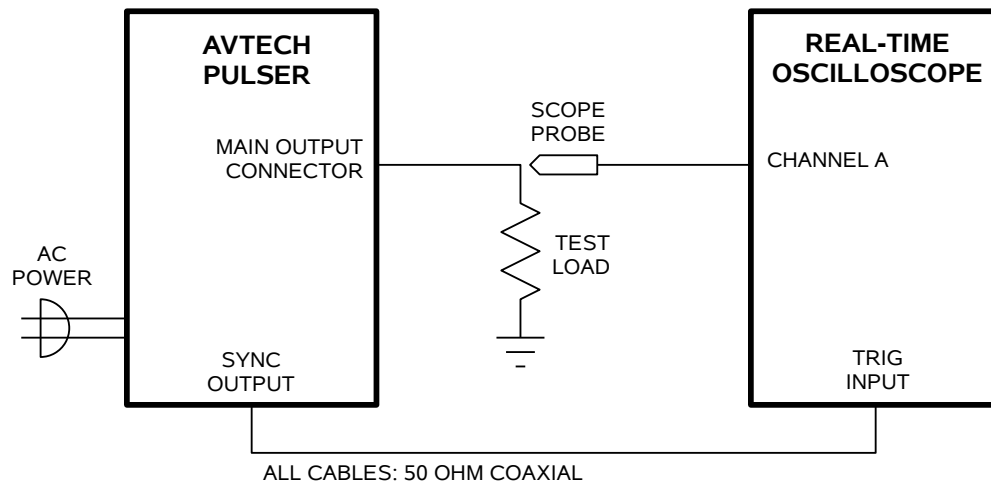 AVTECH
PULSER
REAL-TIME
OSCILLOSCOPE
SCOPE
PROBE
MAIN OUTPUT
CONNECTOR
CHANNEL A
TEST
LOAD
AC
POWER
SYNC
OUTPUT
TRIG
INPUT
ALL CABLES: 50 OHM COAXIAL